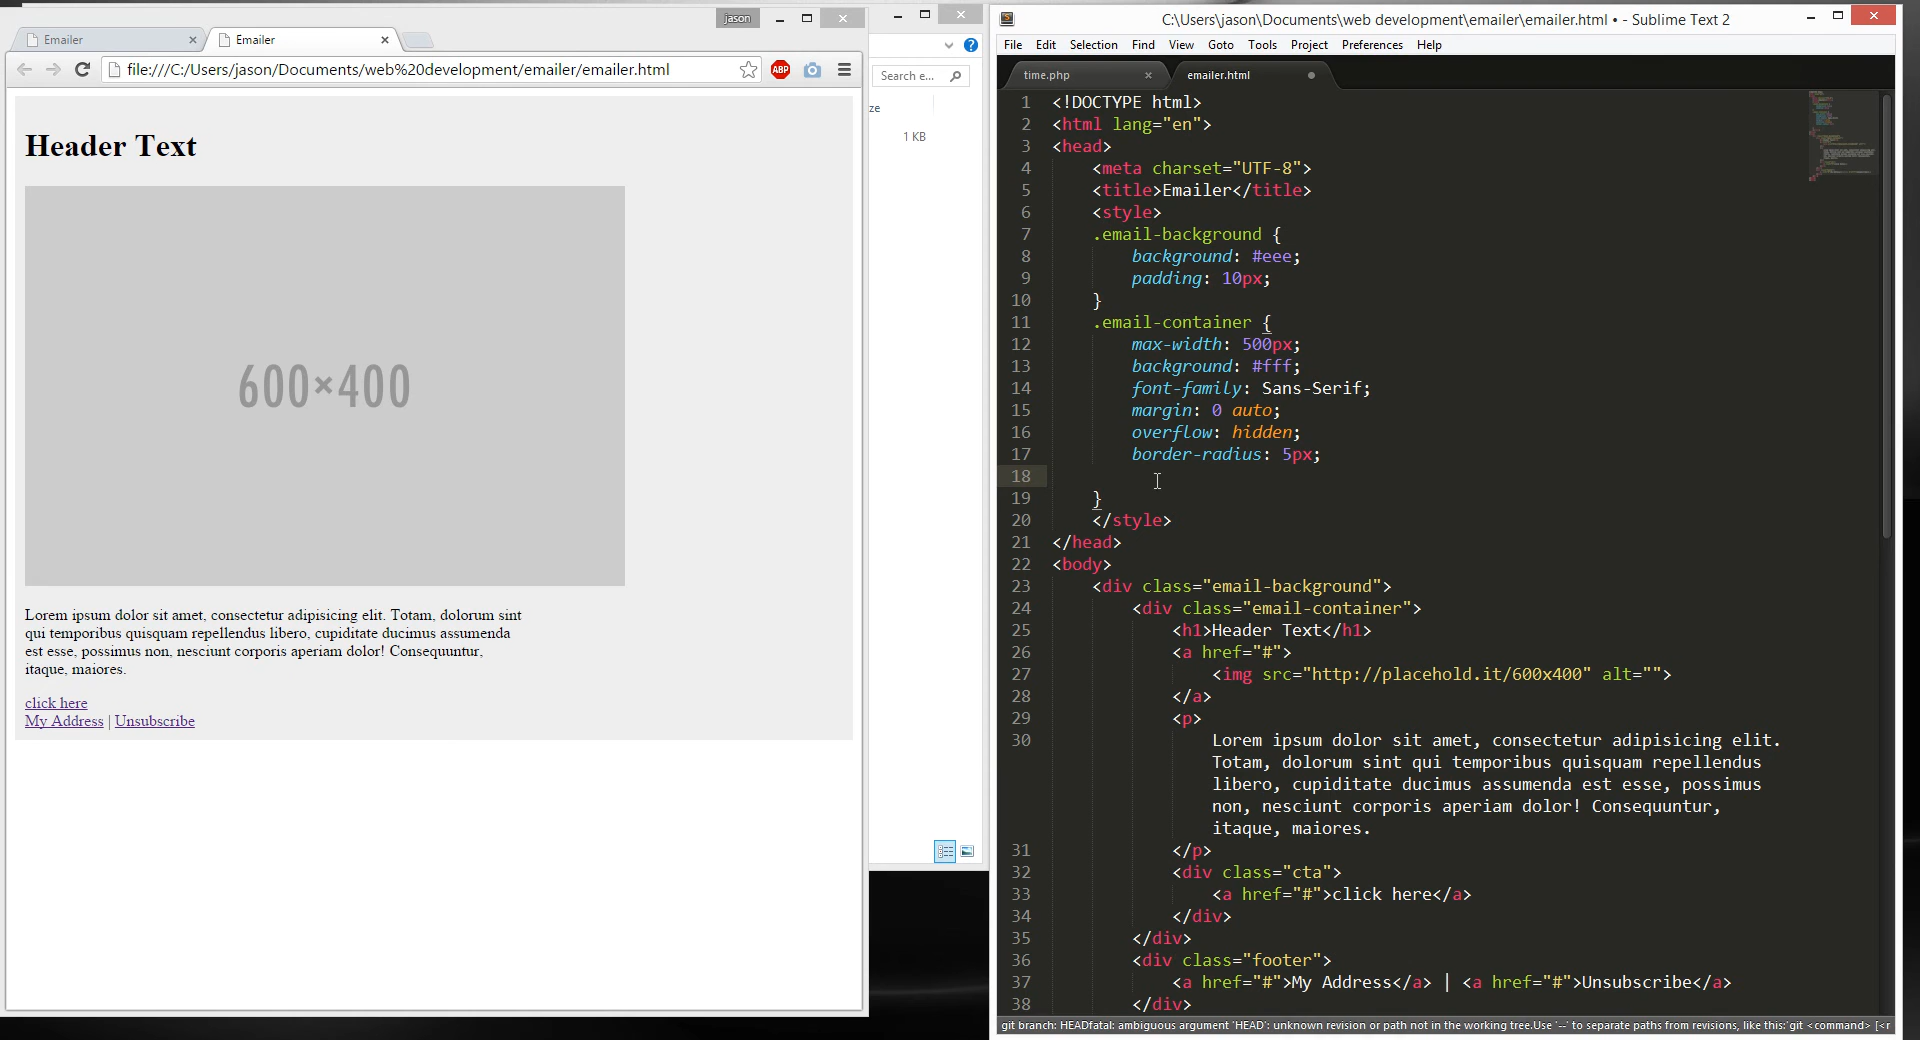 jason
Emailer
Emailer
file:///C:/Users/jason/Documents/web%20development/emailer/emailer.html
ABP
Header Text
600×400
Lorem ipsum dolor sit amet, consectetur adipisicing elit. Totam, dolorum sint
qui temporibus quisquam repellendus libero, cupiditate ducimus assumenda
est esse, possimus non, nesciunt corporis aperiam dolor! Consequuntur,
itaque, maiores.
click here
My Address | Unsubscribe
?
Search e...
ze
1 KB
C:\Users\jason\Documents\web development\emailer\emailer.html • - Sublime Text 2
File Edit Selection Find View Goto Tools Project Preferences Help
time.php
emailer.html
1 <!DOCTYPE html>
2 <html lang="en">
3 <head>
4 <meta charset="UTF-8">
5 <title>Emailer</title>
6 <style>
7 .email-background {
8 background: #eee;
9 padding: 10px;
10 }
11 .email-container {
12 max-width: 500px;
13 background: #fff;
14 font-family: Sans-Serif;
15 margin: 0 auto;
16 overflow: hidden;
17 border-radius: 5px;
18
19 }
20 </style>
21 </head>
22 <body>
23 <div class="email-background">
24 <div class="email-container">
25 <h1>Header Text</h1>
26 <a href="#">
27 <img src="http://placehold.it/600x400" alt="">
28 </a>
29 <p>
30 Lorem ipsum dolor sit amet, consectetur adipisicing elit.
Totam, dolorum sint qui temporibus quisquam repellendus
libero, cupiditate ducimus assumenda est esse, possimus
non, nesciunt corporis aperiam dolor! Consequuntur,
itaque, maiores.
31 </p>
32 <div class="cta">
33 <a href="#">click here</a>
34 </div>
35 </div>
36 <div class="footer">
37 <a href="#">My Address</a> | <a href="#">Unsubscribe</a>
38 </div>
git branch: HEADfatal: ambiguous argument 'HEAD': unknown revision or path not in the working tree.Use '--' to separate paths from revisions, like this:'git <command> [<r